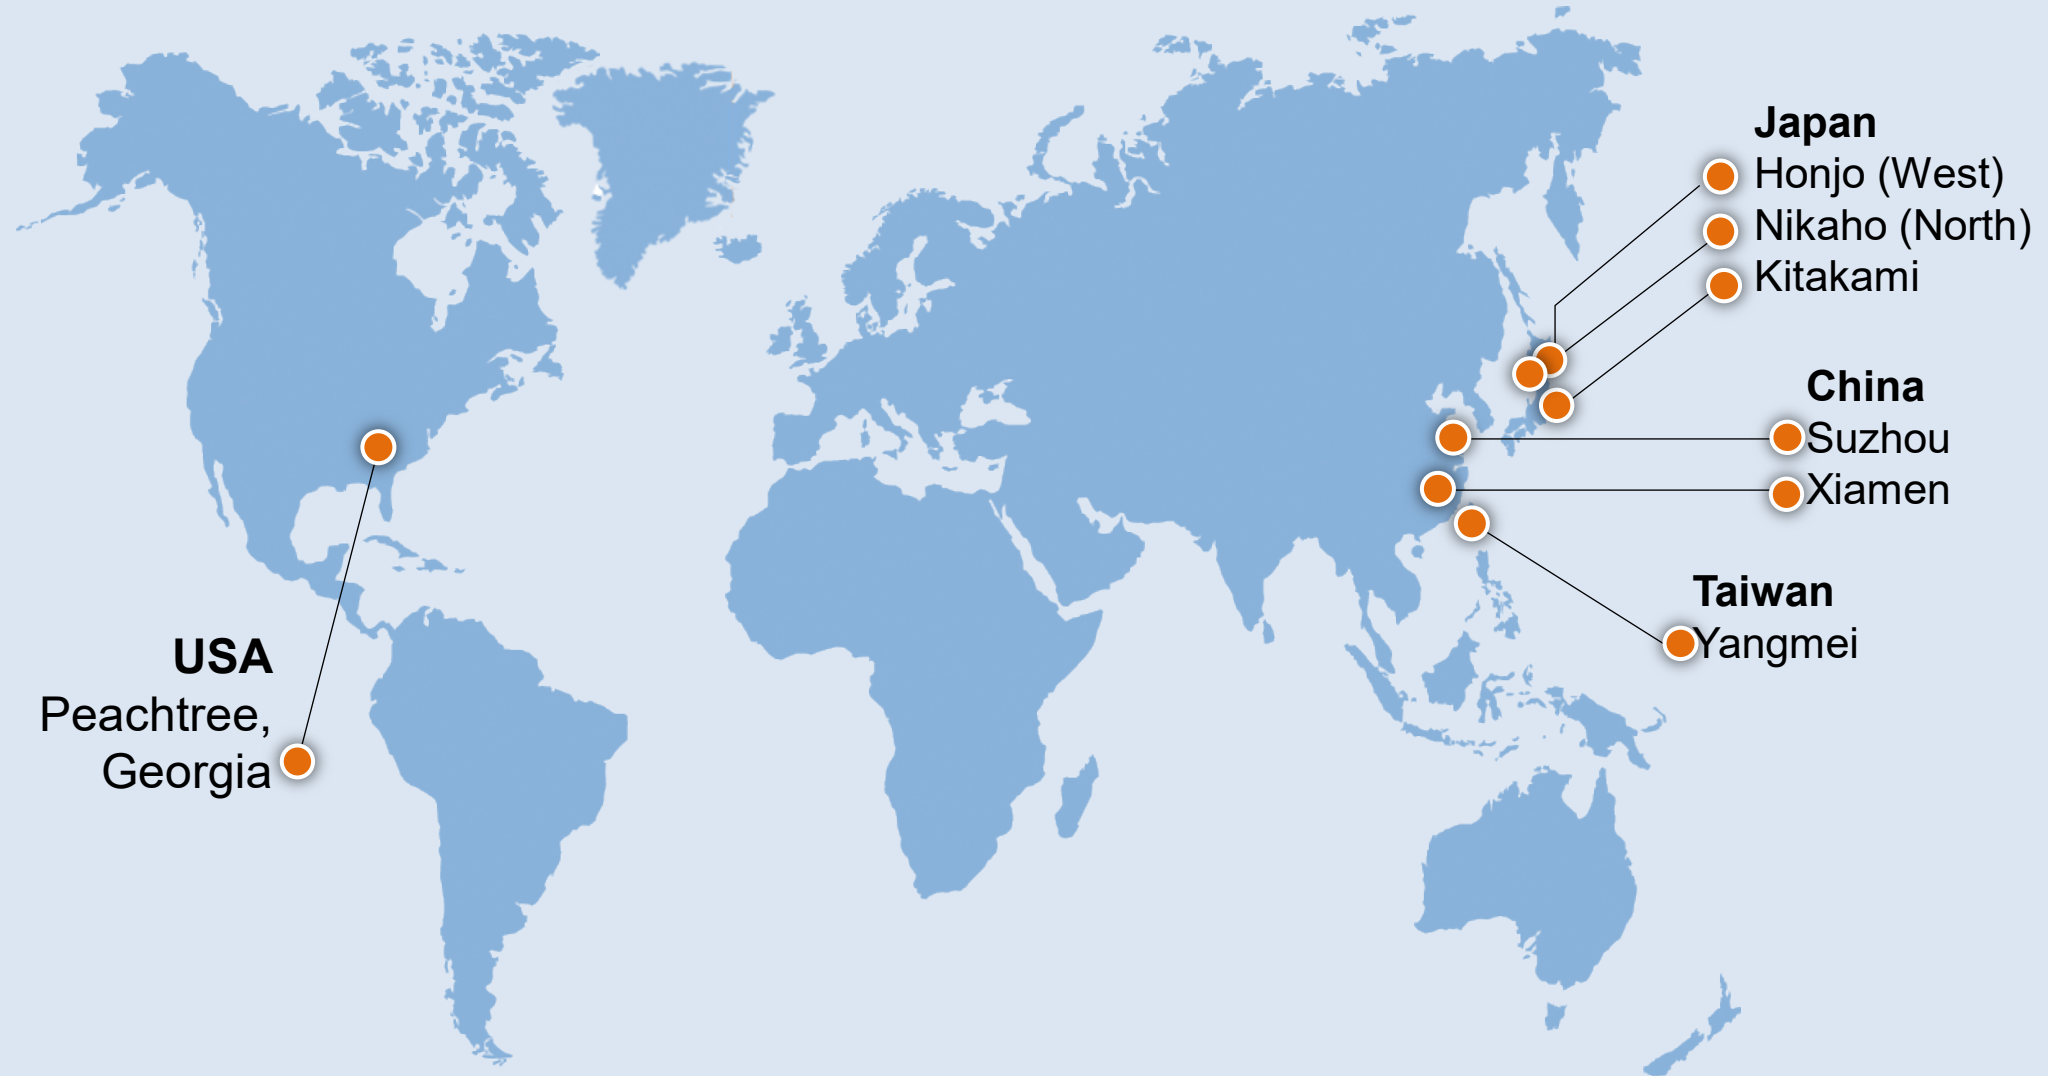 Japan
Honjo (West)
Nikaho (North)
Kitakami
China
Suzhou
Xiamen
Taiwan
Yangmei
USA
Peachtree,
Georgia